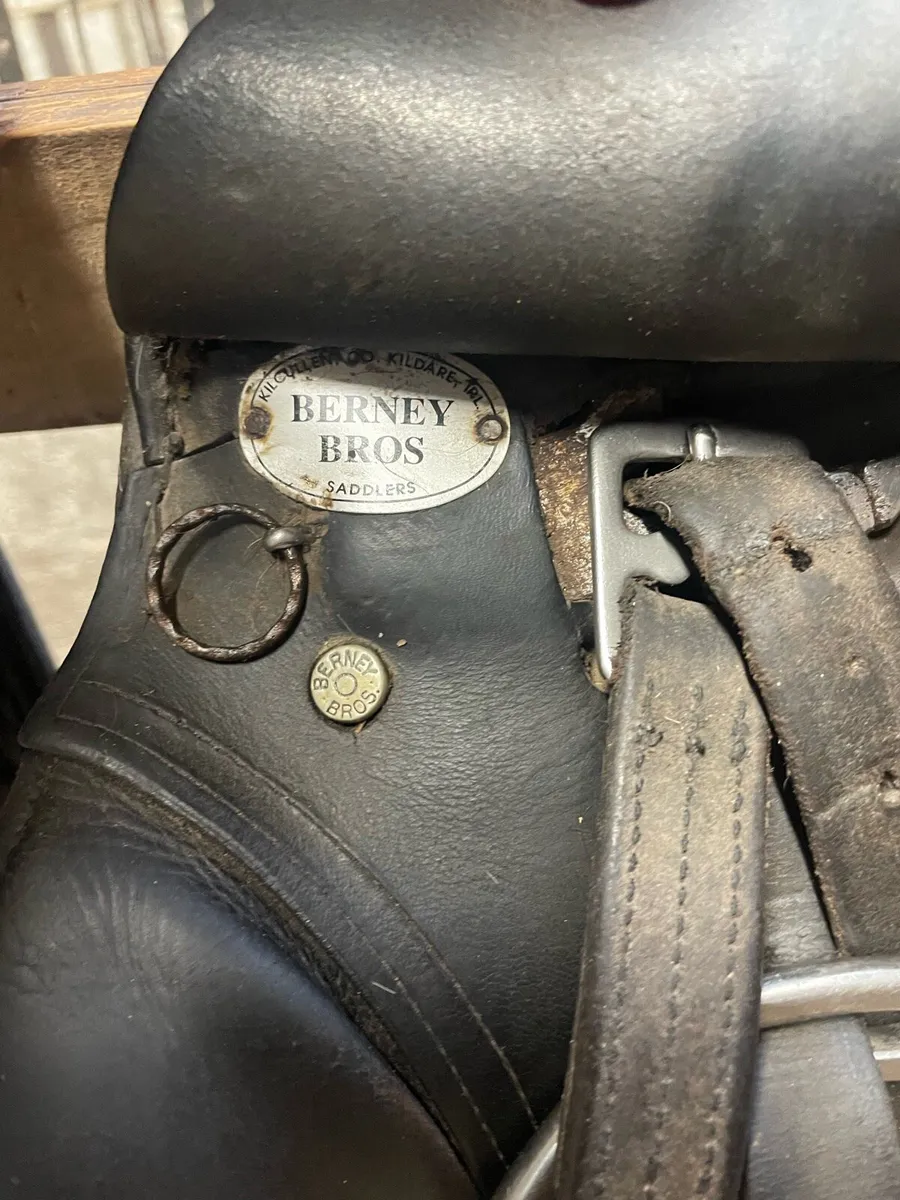 KILCULLEN, CO. KILDARE, IRL.
BERNEY
BROS
SADDLERS
BERNEY
BROS.